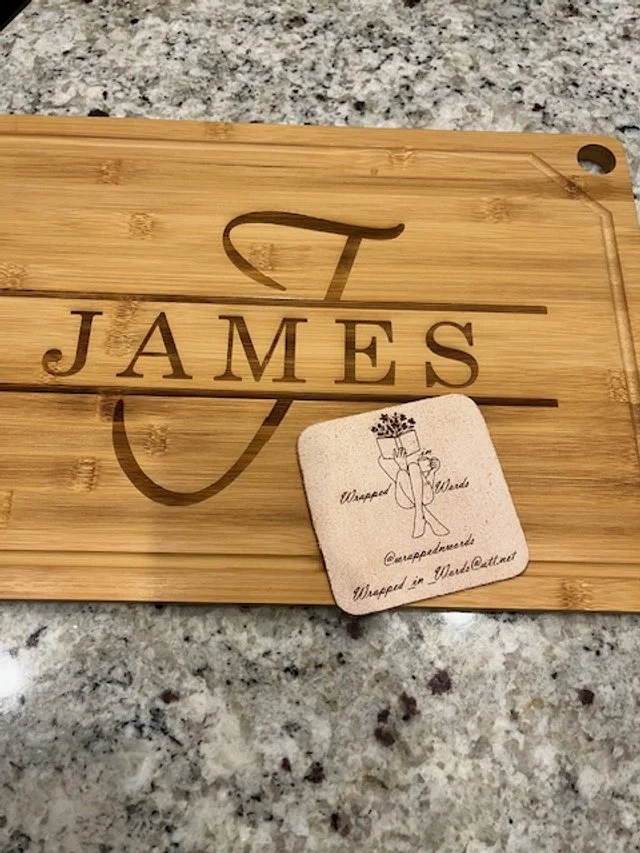 J
JAMES
in
Wrapped Words
@wrappednwords
Wrapped_in_Words@att.net